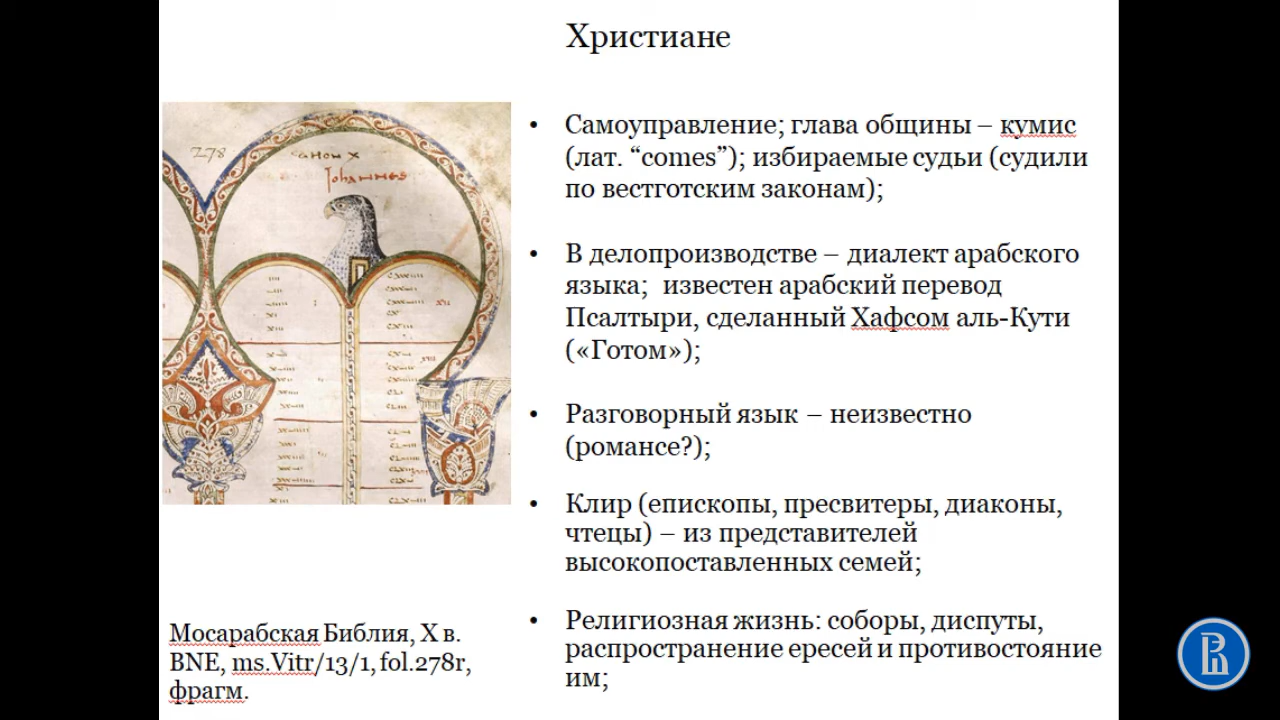 Христиане
278
Canon X
Iohannes
• Самоуправление; глава общины – кумис
(лат. “comes”); избираемые судьи (судили
по вестготским законам);
• В делопроизводстве – диалект арабского
языка; известен арабский перевод
Псалтыри, сделанный Хафсом аль-Кути
(«Готом»);
• Разговорный язык – неизвестно
(романсе?);
• Клир (епископы, пресвитеры, диаконы,
чтецы) – из представителей
высокопоставленных семей;
• Религиозная жизнь: соборы, диспуты,
распространение ересей и противостояние
им;
Мосарабская Библия, X в.
BNE, ms.Vitr/13/1, fol.278r,
фрагм.